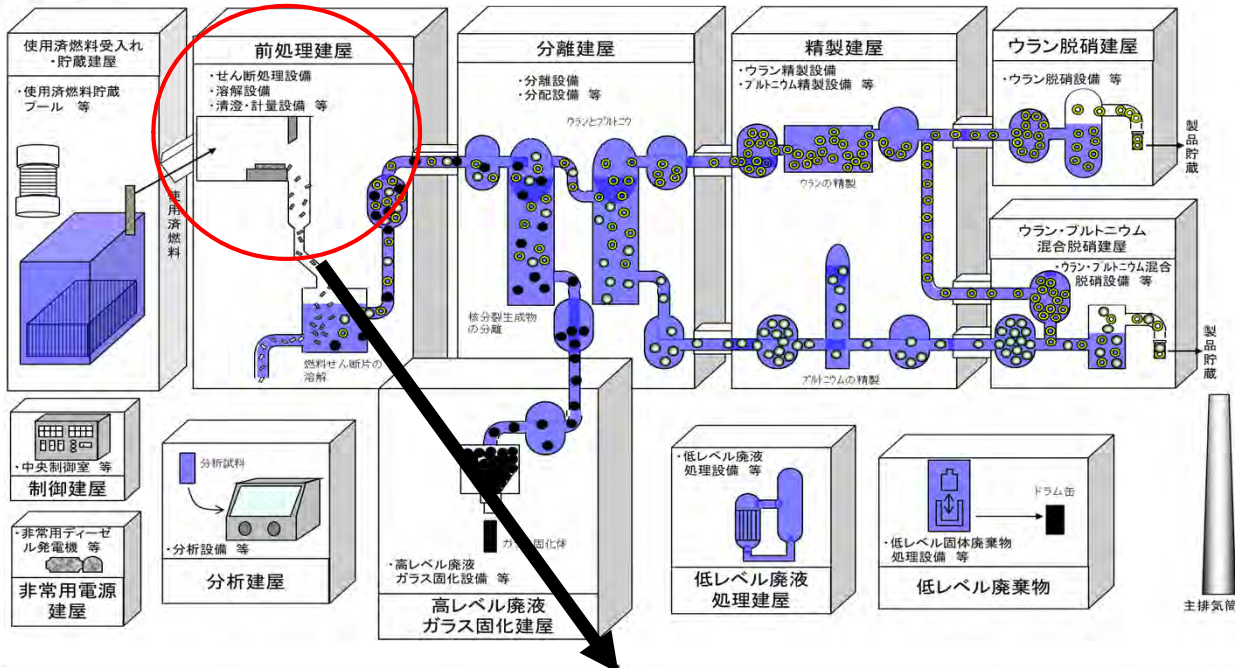 使用済燃料受入れ
・貯蔵建屋
・使用済燃料貯蔵
プール 等
使用済燃料
前処理建屋
・せん断処理設備
・溶解設備
・清澄・計量設備 等
燃料せん断片の
溶解
分離建屋
・分離設備
・分配設備 等
ウランとプルトニウ
核分裂生成物
の分離
精製建屋
・ウラン精製設備
・プルトニウム精製設備 等
ウランの精製
プルトニウムの精製
ウラン脱硝建屋
・ウラン脱硝設備 等
製品貯蔵
ウラン・プルトニウム
混合脱硝建屋
・ウラン・プルトニウム混合
脱硝設備 等
製品貯蔵
・中央制御室 等
制御建屋
・非常用ディーゼ
ル発電機 等
非常用電源
建屋
分析試料
・分析設備 等
分析建屋
ガラス固化体
・高レベル廃液
ガラス固化設備 等
高レベル廃液
ガラス固化建屋
・低レベル廃液
処理設備 等
低レベル廃液
処理建屋
ドラム缶
・低レベル固体廃棄物
処理設備 等
低レベル廃棄物
主排気筒